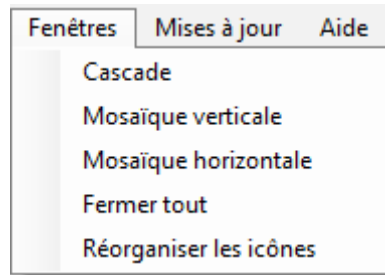 Fenêtres Mises à jour Aide
Cascade
Mosaïque verticale
Mosaïque horizontale
Fermer tout
Réorganiser les icônes